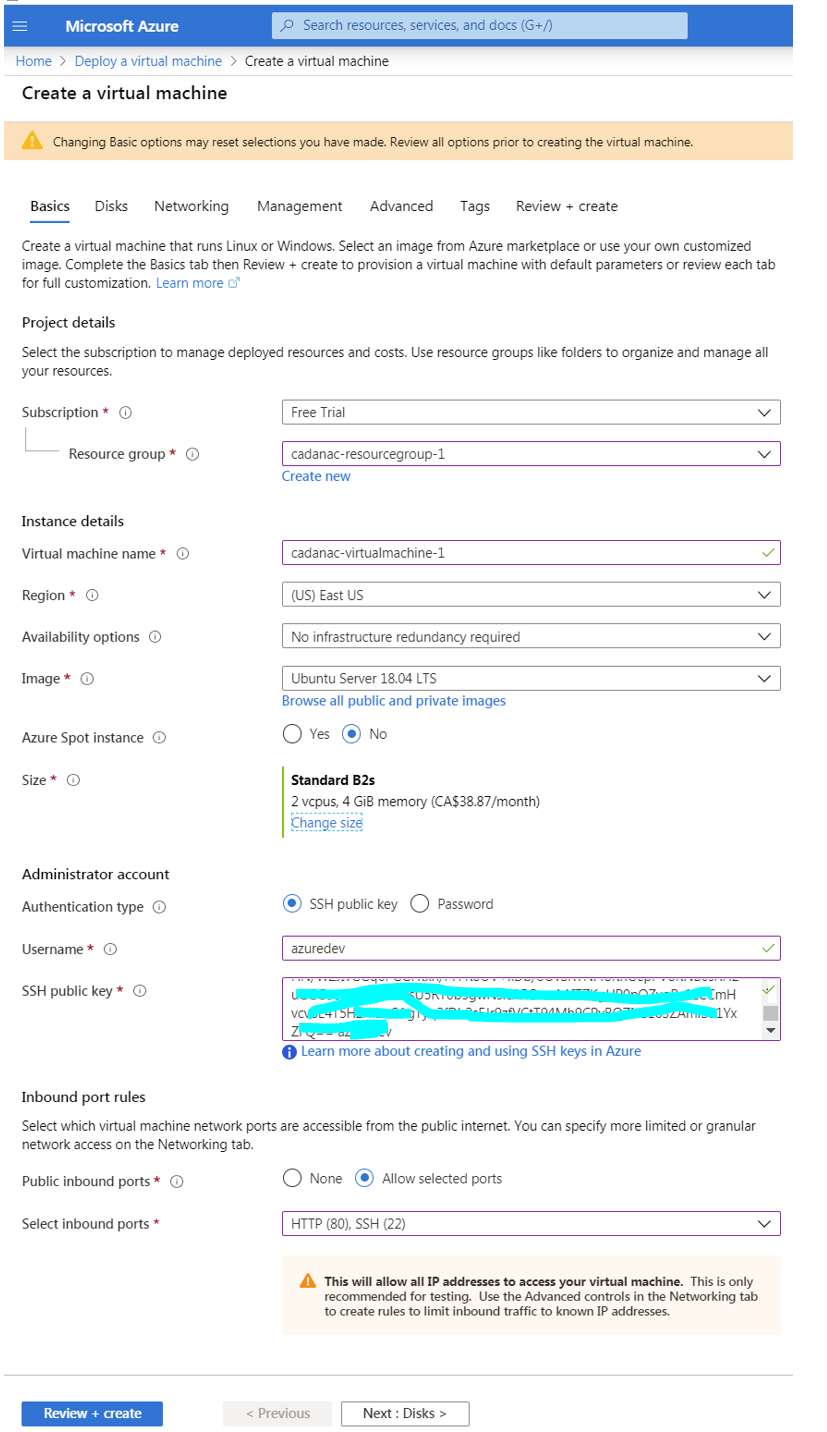 Microsoft Azure
Search resources, services, and docs (G+/)
Home > Deploy a virtual machine > Create a virtual machine
Create a virtual machine
Changing Basic options may reset selections you have made. Review all options prior to creating the virtual machine.
Basics Disks Networking Management Advanced Tags Review + create
Create a virtual machine that runs Linux or Windows. Select an image from Azure marketplace or use your own customized
image. Complete the Basics tab then Review + create to provision a virtual machine with default parameters or review each tab
for full customization. Learn more
Project details
Select the subscription to manage deployed resources and costs. Use resource groups like folders to organize and manage all
your resources.
Subscription * Free Trial
Resource group * cadanac-resourcegroup-1
Create new
Instance details
Virtual machine name * cadanac-virtualmachine-1
Region * (US) East US
Availability options No infrastructure redundancy required
Image * Ubuntu Server 18.04 LTS
Browse all public and private images
Azure Spot instance Yes No
Size * Standard B2s
2 vcpus, 4 GiB memory (CA$38.87/month)
Change size
Administrator account
Authentication type SSH public key Password
Username * azuredev
SSH public key *
Learn more about creating and using SSH keys in Azure
Inbound port rules
Select which virtual machine network ports are accessible from the public internet. You can specify more limited or granular
network access on the Networking tab.
Public inbound ports * None Allow selected ports
Select inbound ports * HTTP (80), SSH (22)
This will allow all IP addresses to access your virtual machine. This is only
recommended for testing. Use the Advanced controls in the Networking tab
to create rules to limit inbound traffic to known IP addresses.
Review + create < Previous Next : Disks >